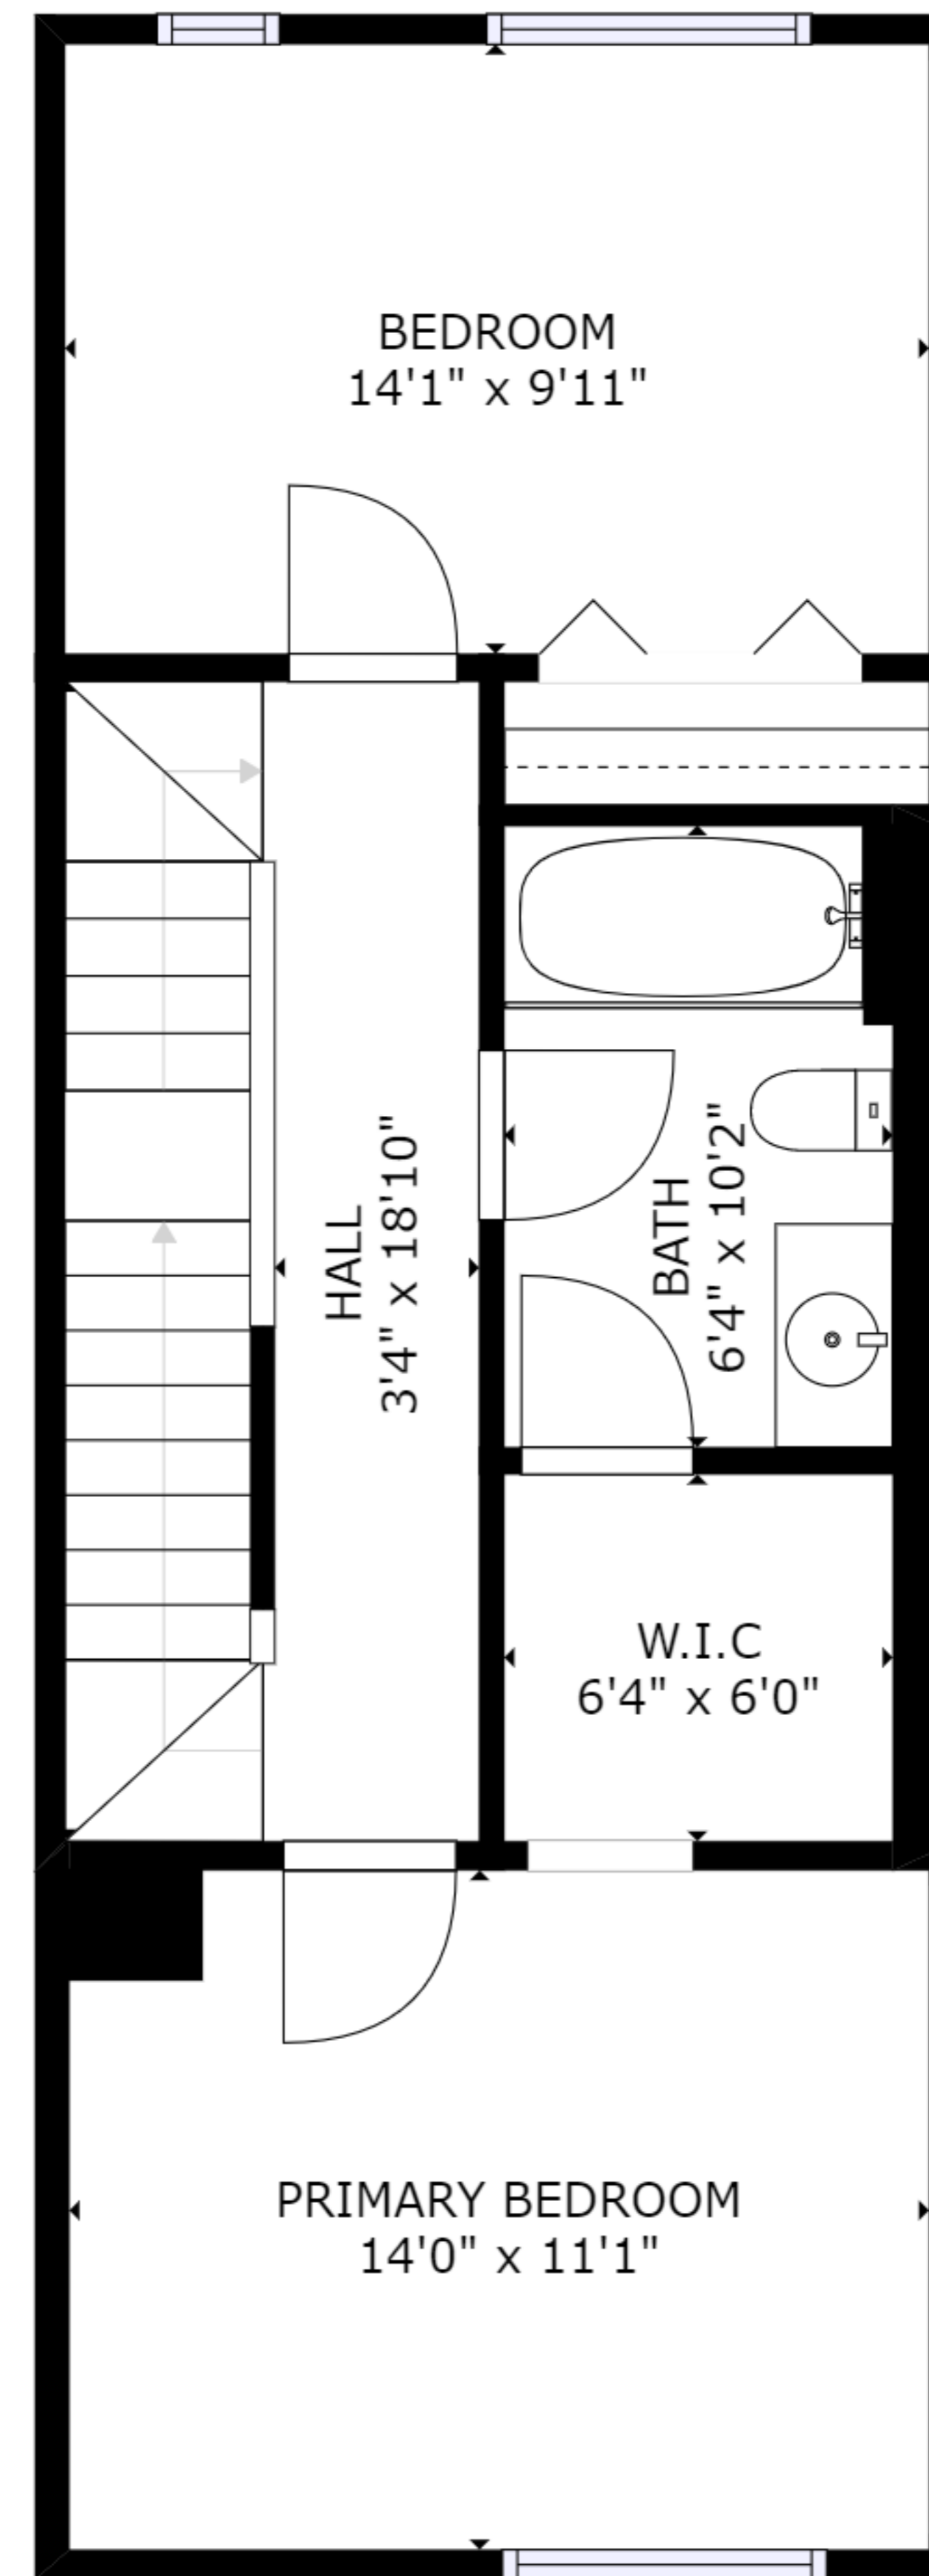 BEDROOM
14'1" x 9'11"
HALL
3'4" x 18'10"
BATH
6'4" x 10'2"
W.I.C
6'4" x 6'0"
PRIMARY BEDROOM
14'0" x 11'1"